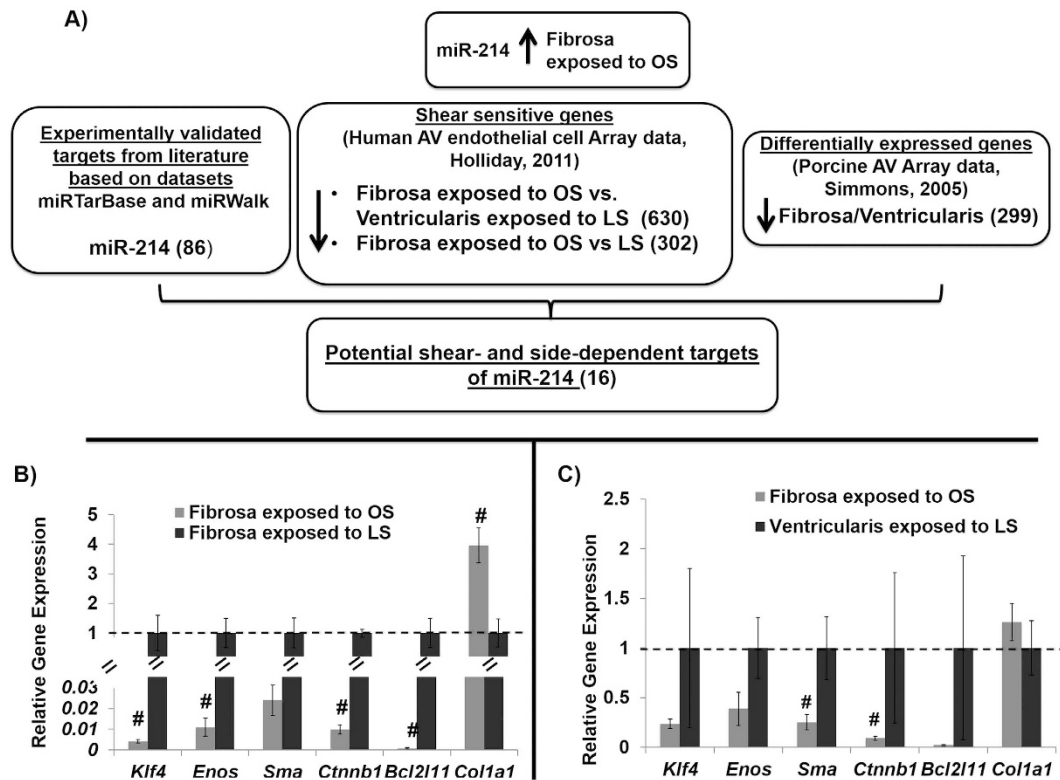 A)
miR-214 ↑ Fibrosa
exposed to OS
Experimentally validated
targets from literature
based on datasets
miRTarBase and miRWalk
miR-214 (86)
Shear sensitive genes
(Human AV endothelial cell Array data,
Holliday, 2011)
↓
• Fibrosa exposed to OS vs.
Ventricularis exposed to LS (630)
• Fibrosa exposed to OS vs LS (302)
Differentially expressed genes
(Porcine AV Array data,
Simmons, 2005)
↓ Fibrosa/Ventricularis (299)
Potential shear- and side-dependent targets
of miR-214 (16)
B)
Relative Gene Expression
Fibrosa exposed to OS
Fibrosa exposed to LS
5
4
3
2
1
0.03
0.02
0.01
0
# # # # #
Klf4 Enos Sma Ctnnb1 Bcl2l11 Col1a1
C)
Relative Gene Expression
Fibrosa exposed to OS
Ventricularis exposed to LS
2.5
2
1.5
1
0.5
0
# #
Klf4 Enos Sma Ctnnb1 Bcl2l11 Col1a1